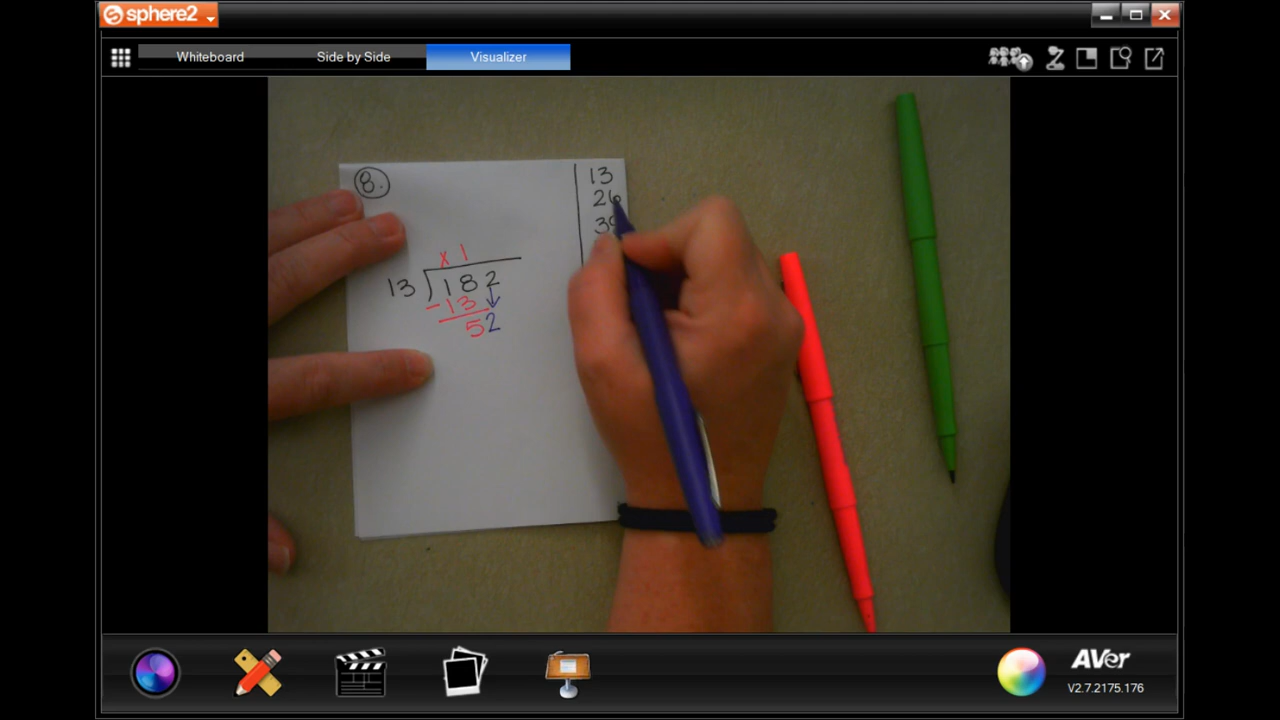 sphere2
Whiteboard Side by Side Visualizer
8.
13
26
39
x 1
13 182
-13
52
AVer
V2.7.2175.176